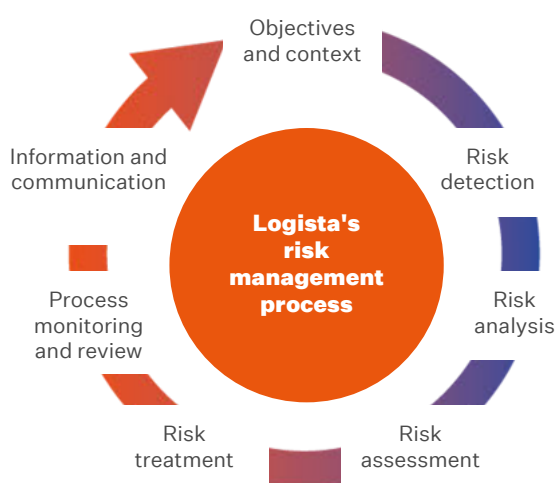 Objectives
and context
Risk
detection
Risk
analysis
Risk
assessment
Risk
treatment
Process
monitoring
and review
Information and
communication
Logista's
risk
management
process